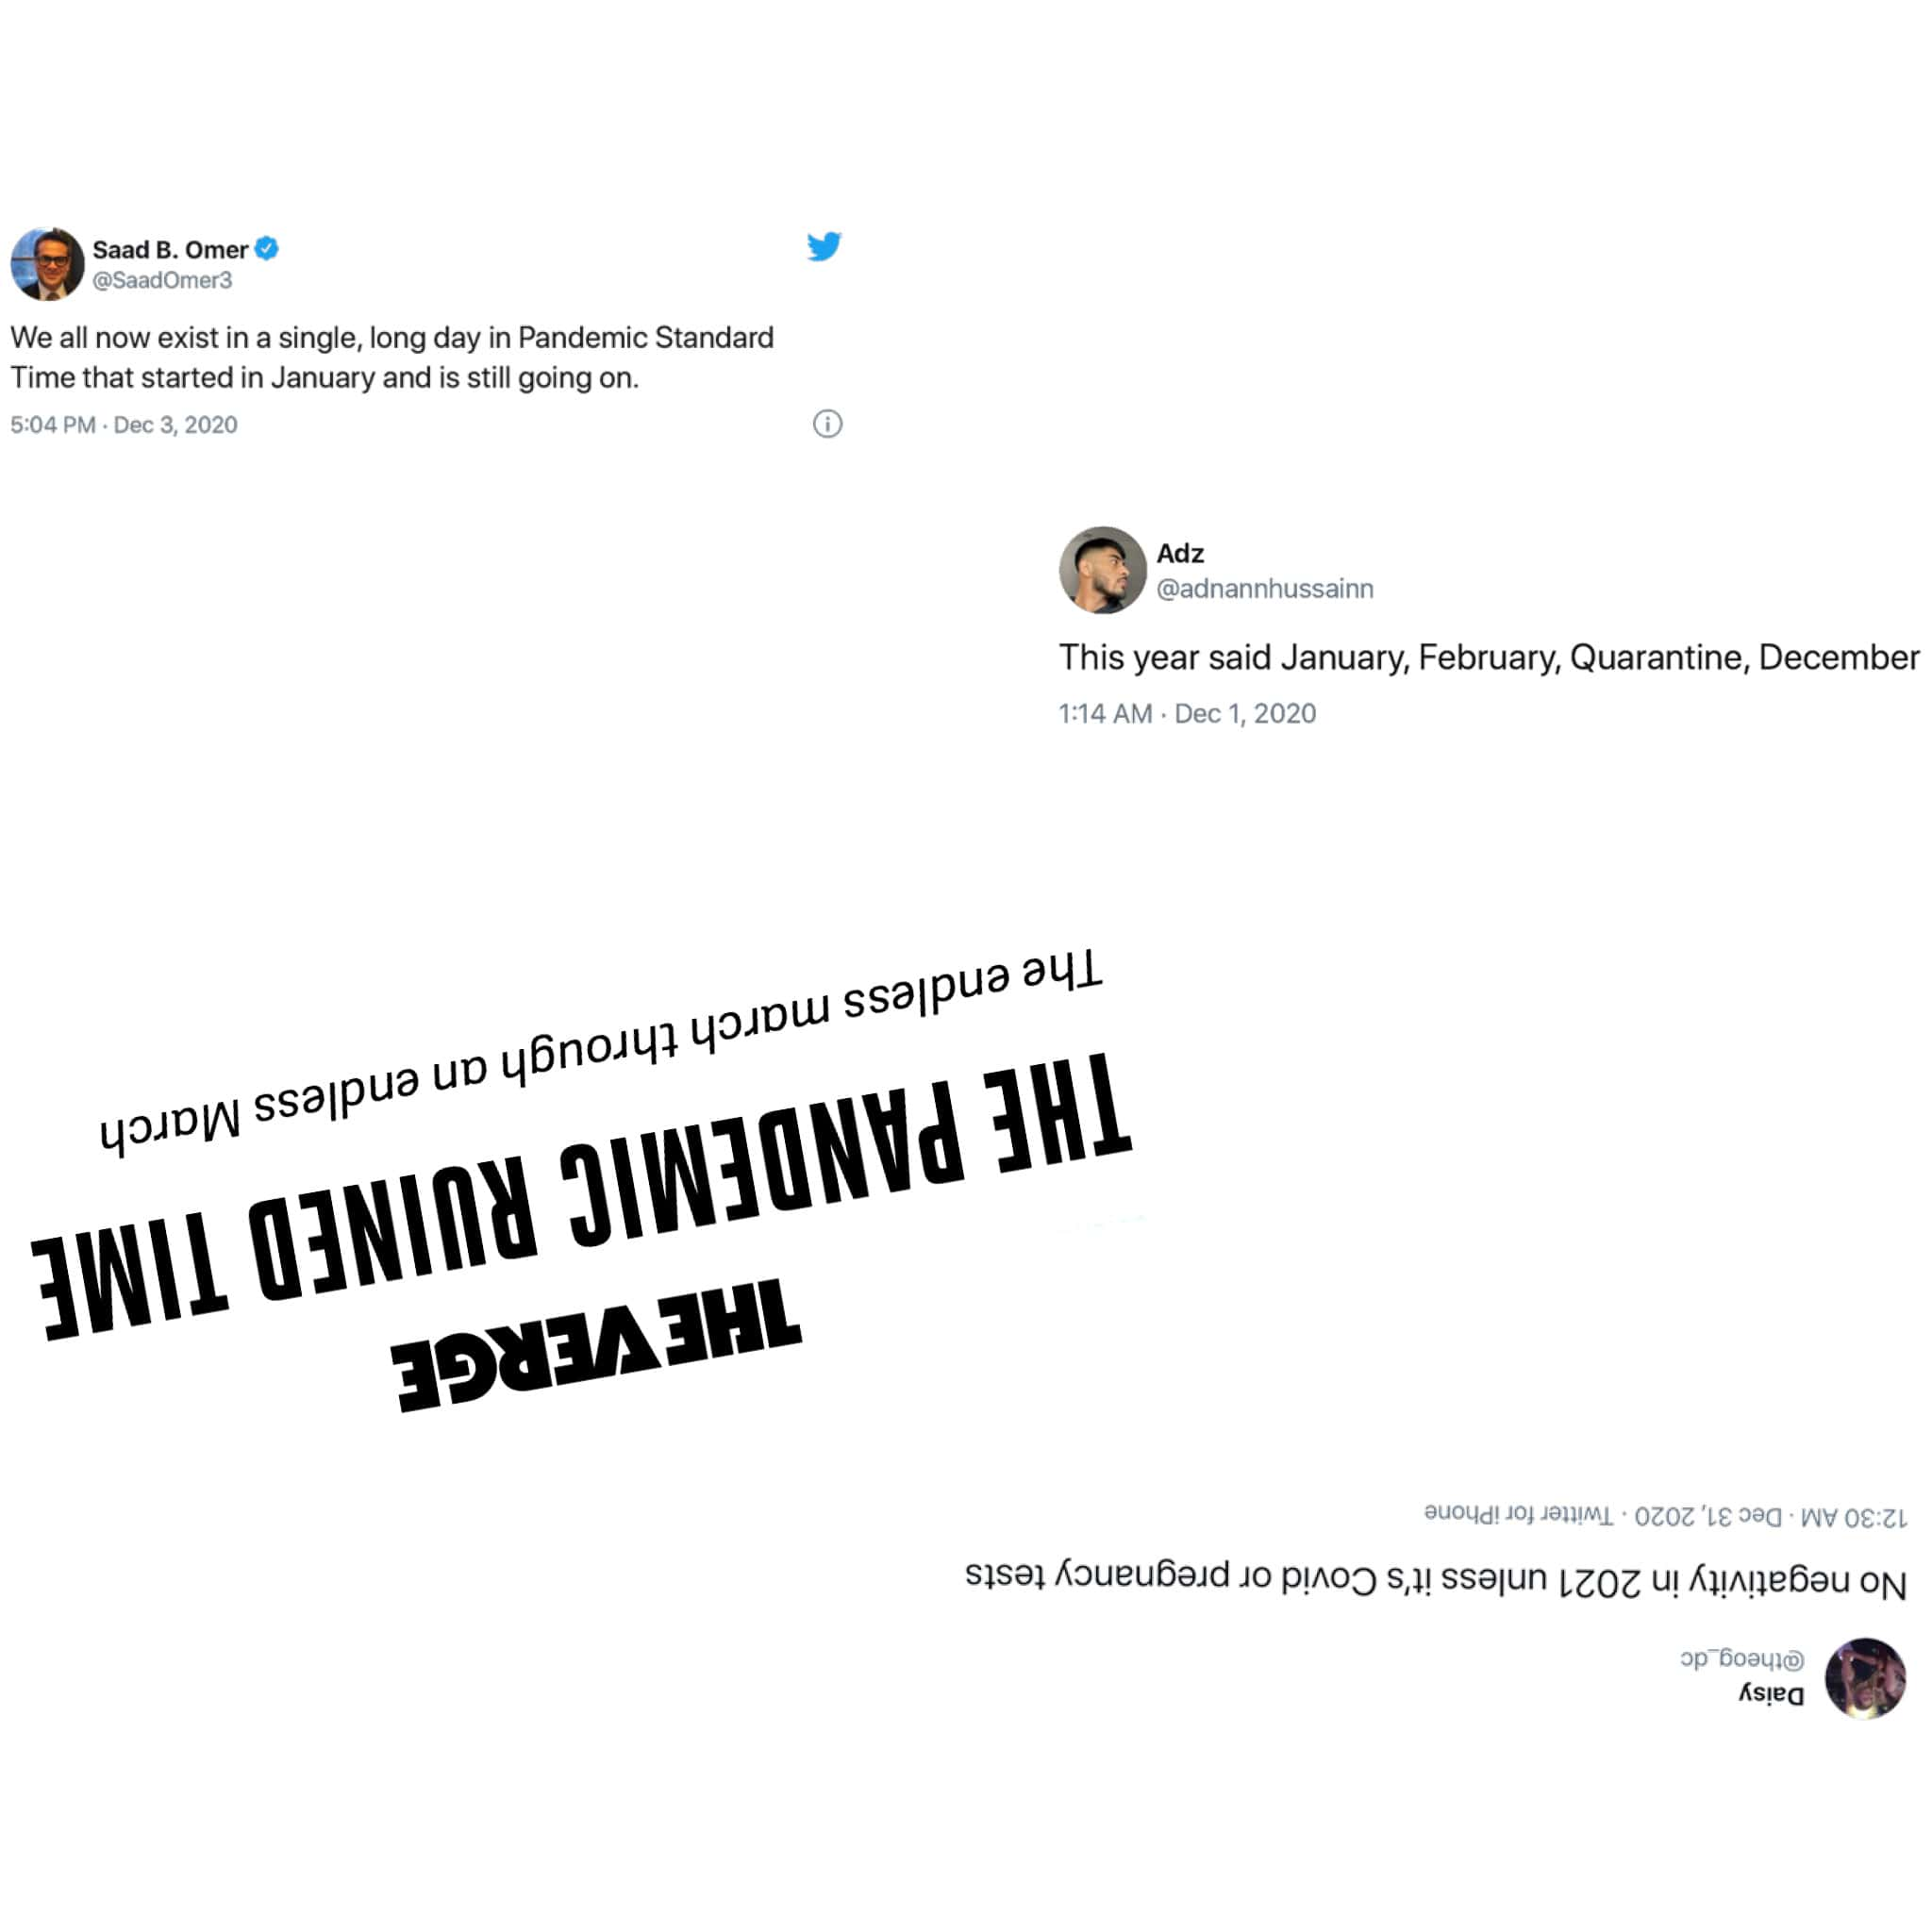 Saad B. Omer
@SaadOmer3
We all now exist in a single, long day in Pandemic Standard
Time that started in January and is still going on.
5:04 PM · Dec 3, 2020
Adz
@adnannhussainn
This year said January, February, Quarantine, December
1:14 AM · Dec 1, 2020
THE VERGE
THE PANDEMIC RUINED TIME
The endless march through an endless March
Daisy
@theog_dc
No negativity in 2021 unless it's Covid or pregnancy tests
12:30 AM · Dec 31, 2020 · Twitter for iPhone